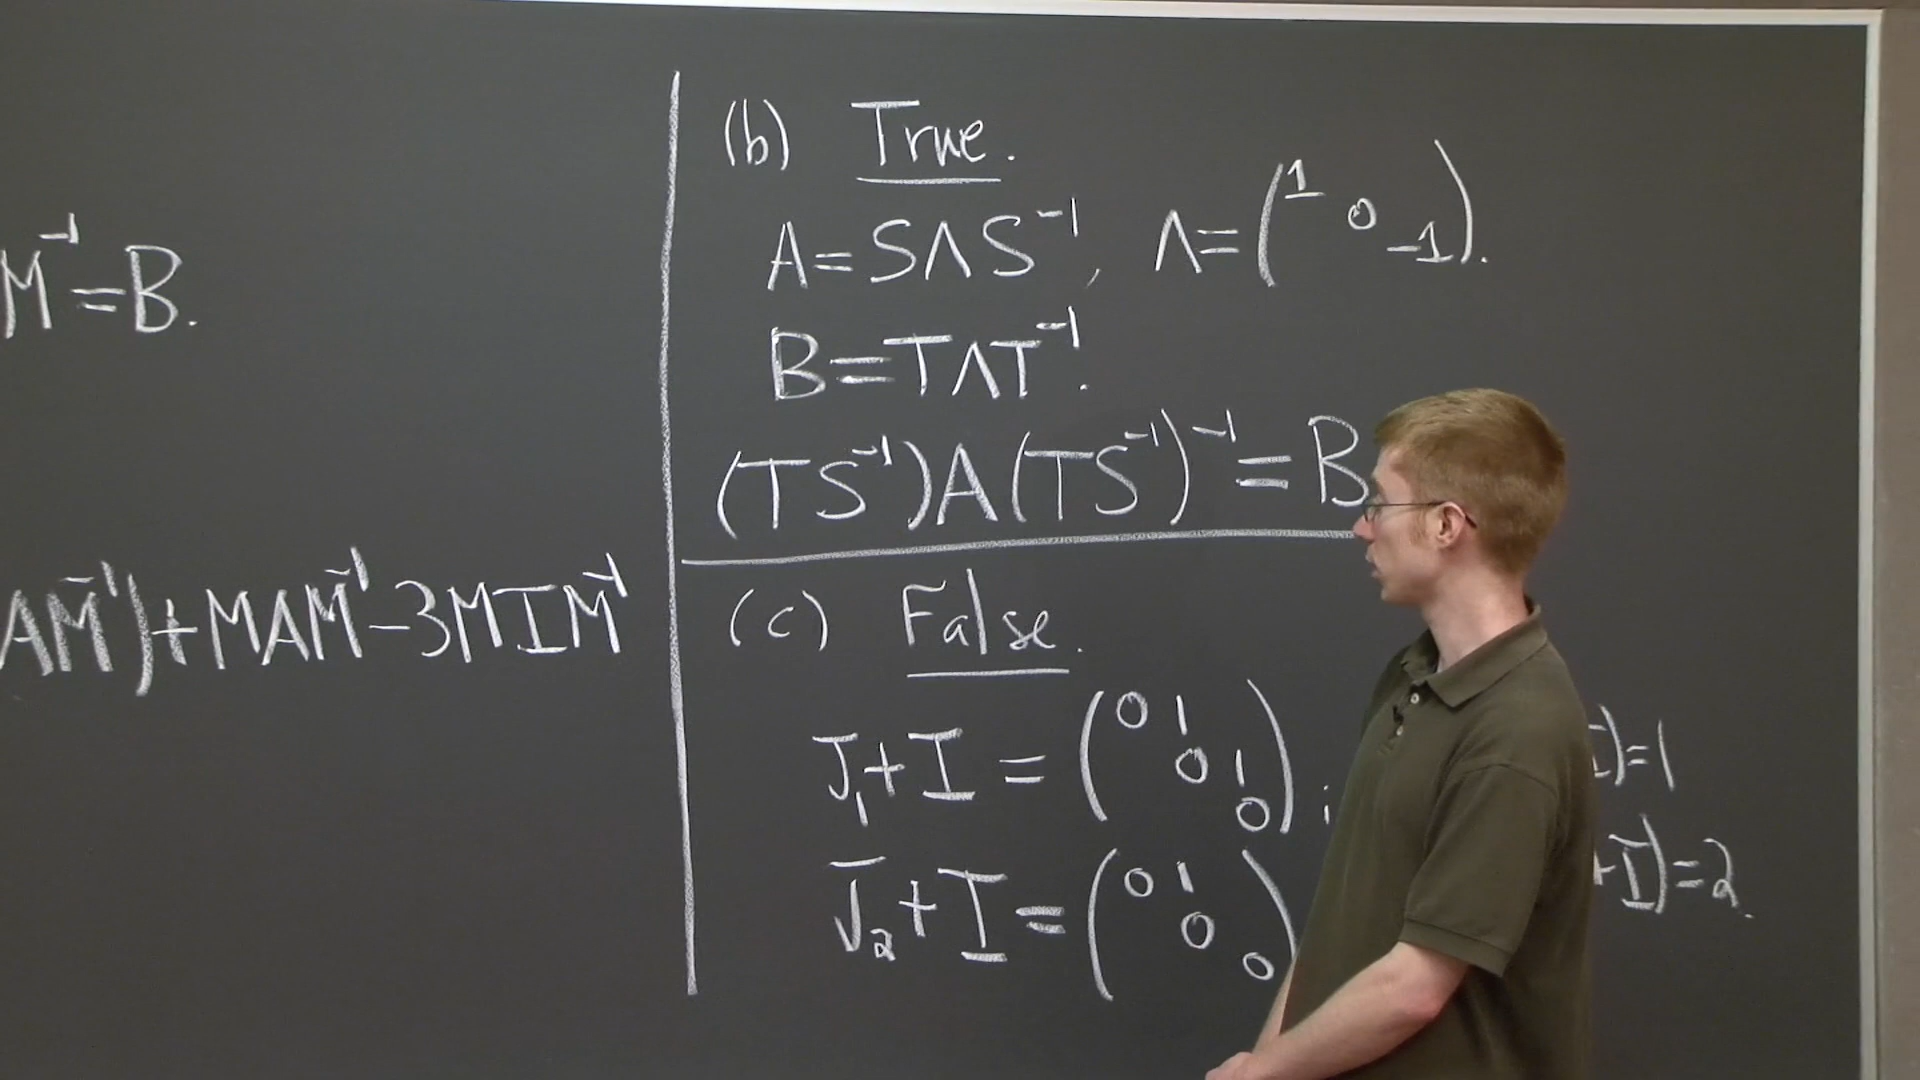 M⁻¹=B.
AM⁻¹)+MAM⁻¹-3MIM⁻¹
(b) True.
A=SΛS⁻¹, Λ=(1 0 -1).
B=TΛT⁻¹.
(TS⁻¹)A(TS⁻¹)⁻¹=B
(c) False.
J₁+I=(0 1
0 1
0); I)=1
J₂+I=(0 1
0
0) +I)=2.